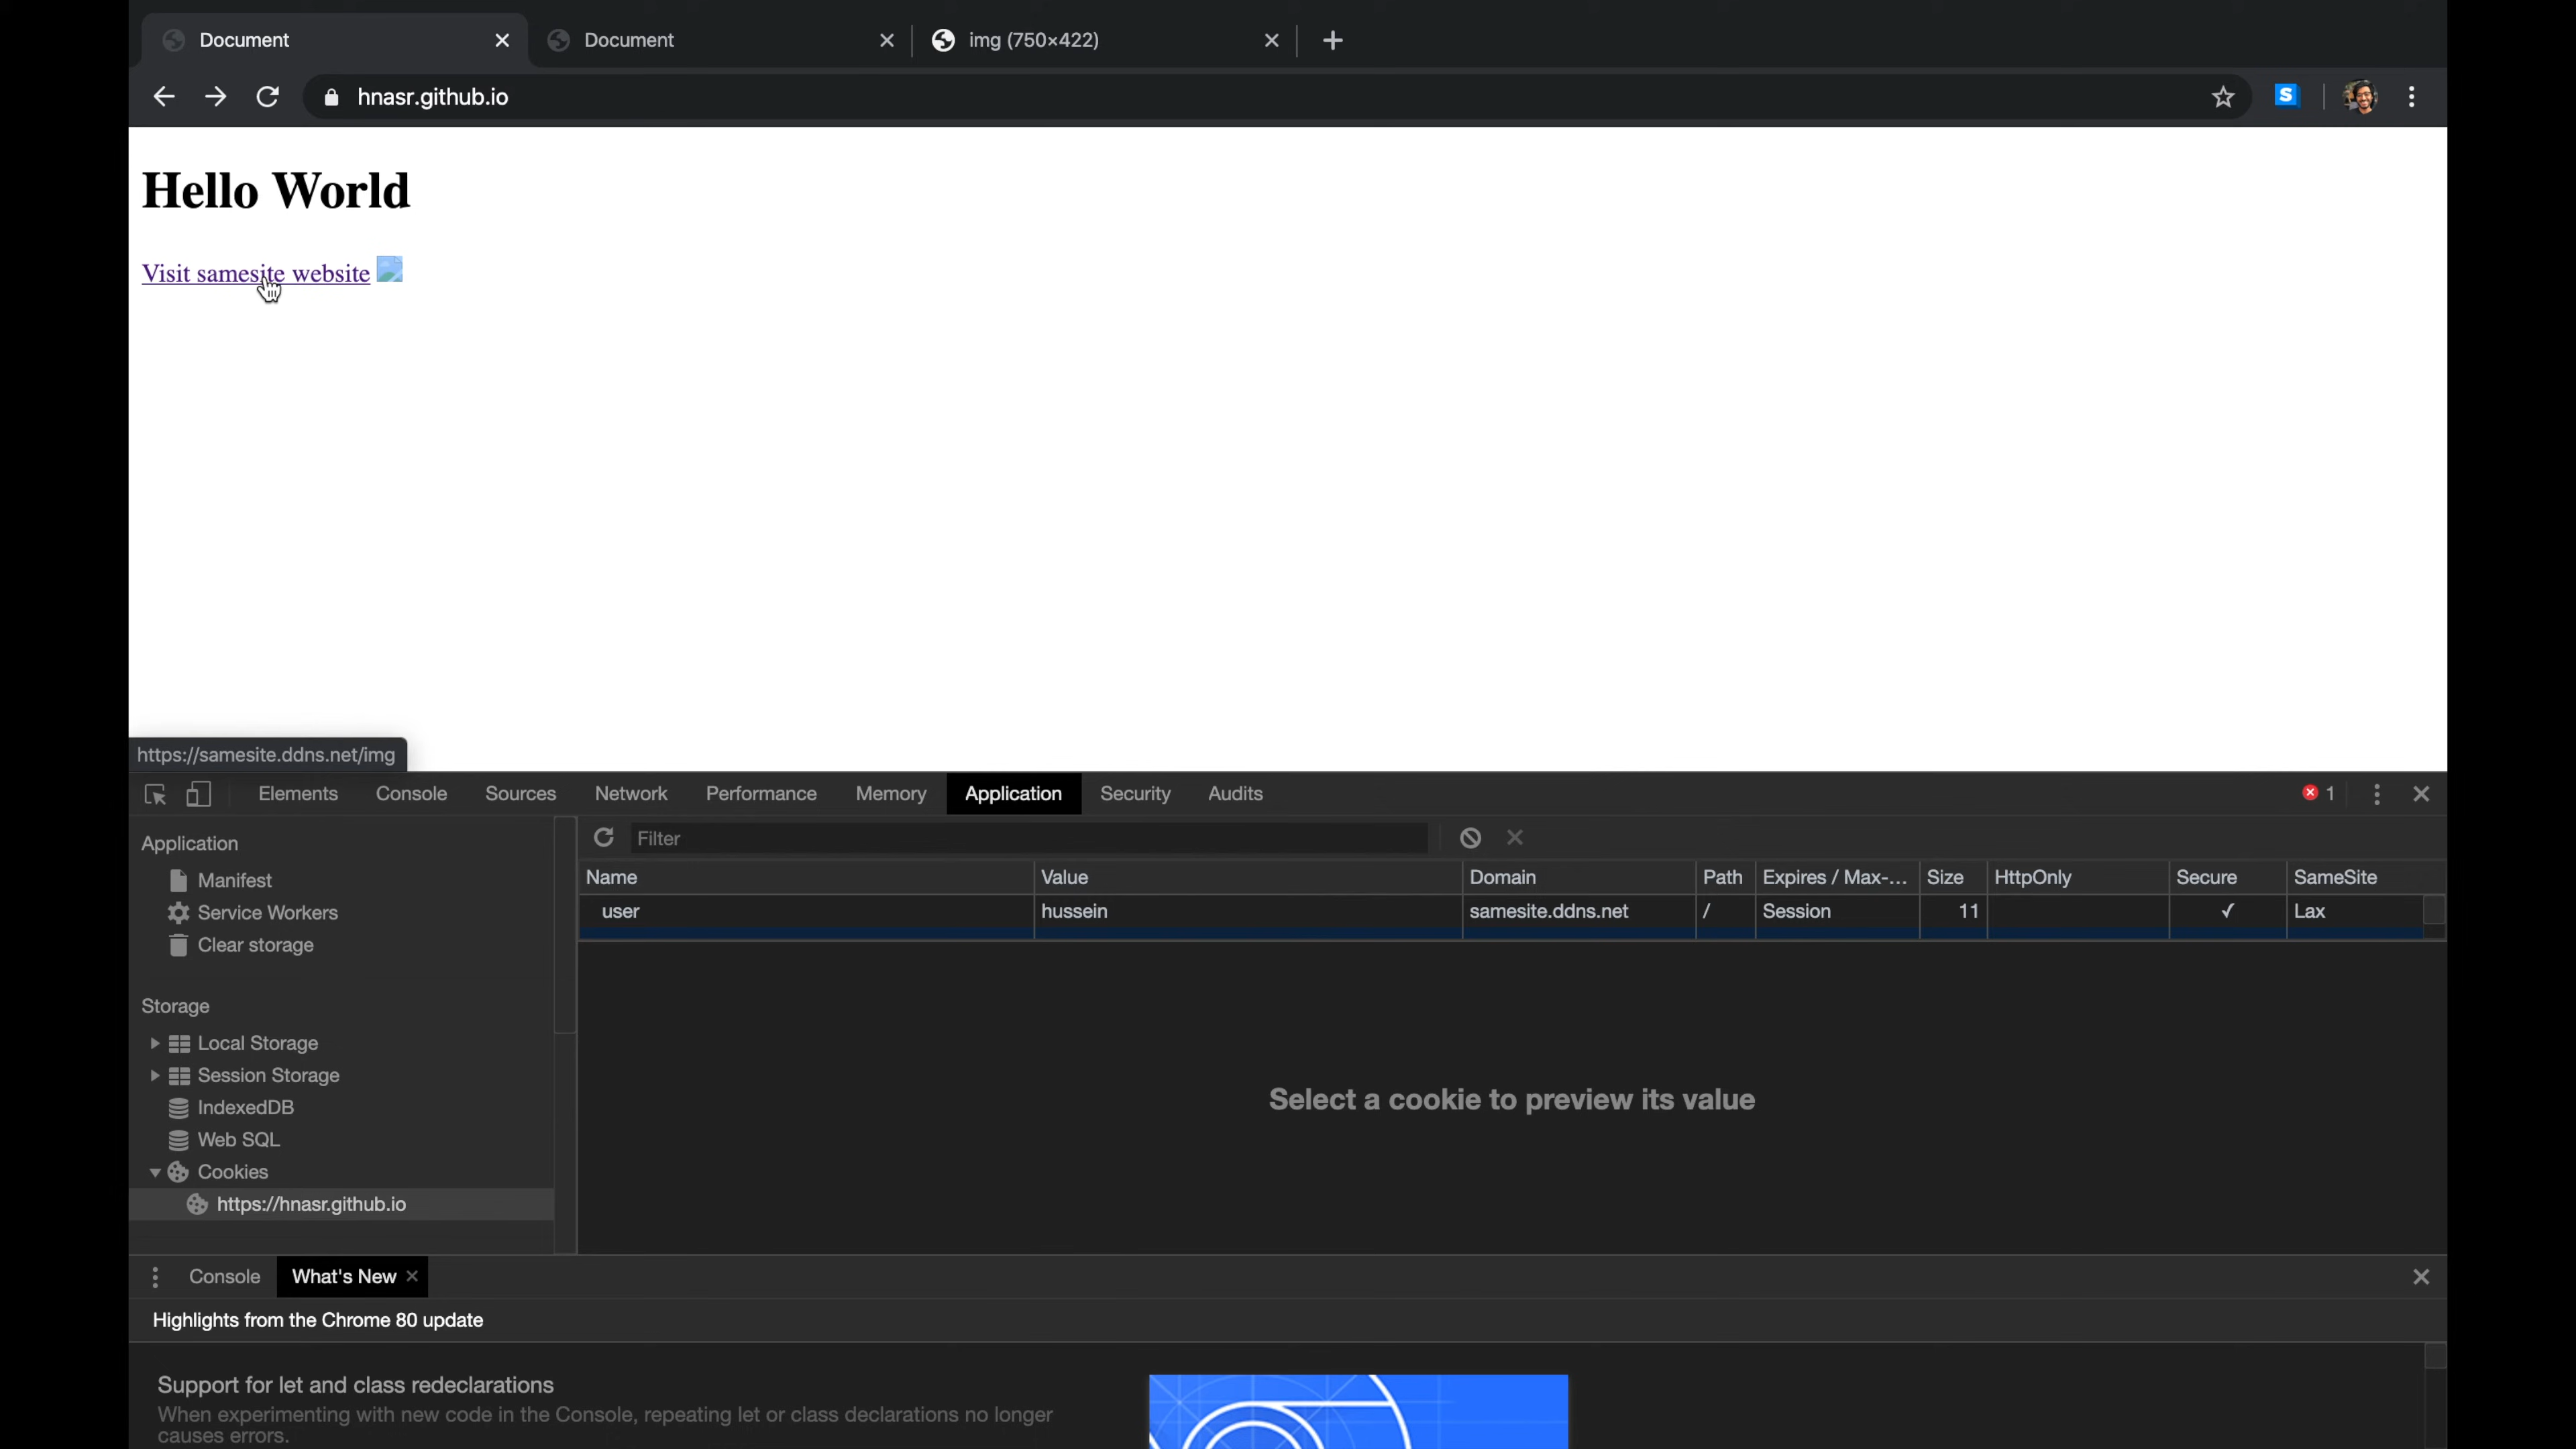 Document
Document
img (750×422)
hnasr.github.io
S
Hello World
Visit samesite website
https://samesite.ddns.net/img
Elements Console Sources Network Performance Memory Application Security Audits 1
Application
Manifest
Service Workers
Clear storage
Storage
Local Storage
Session Storage
IndexedDB
Web SQL
Cookies
https://hnasr.github.io
Filter
Name Value Domain Path Expires / Max-... Size HttpOnly Secure SameSite
user hussein samesite.ddns.net / Session 11 ✓ Lax
Select a cookie to preview its value
Console What's New
Highlights from the Chrome 80 update
Support for let and class redeclarations
When experimenting with new code in the Console, repeating let or class declarations no longer
causes errors.